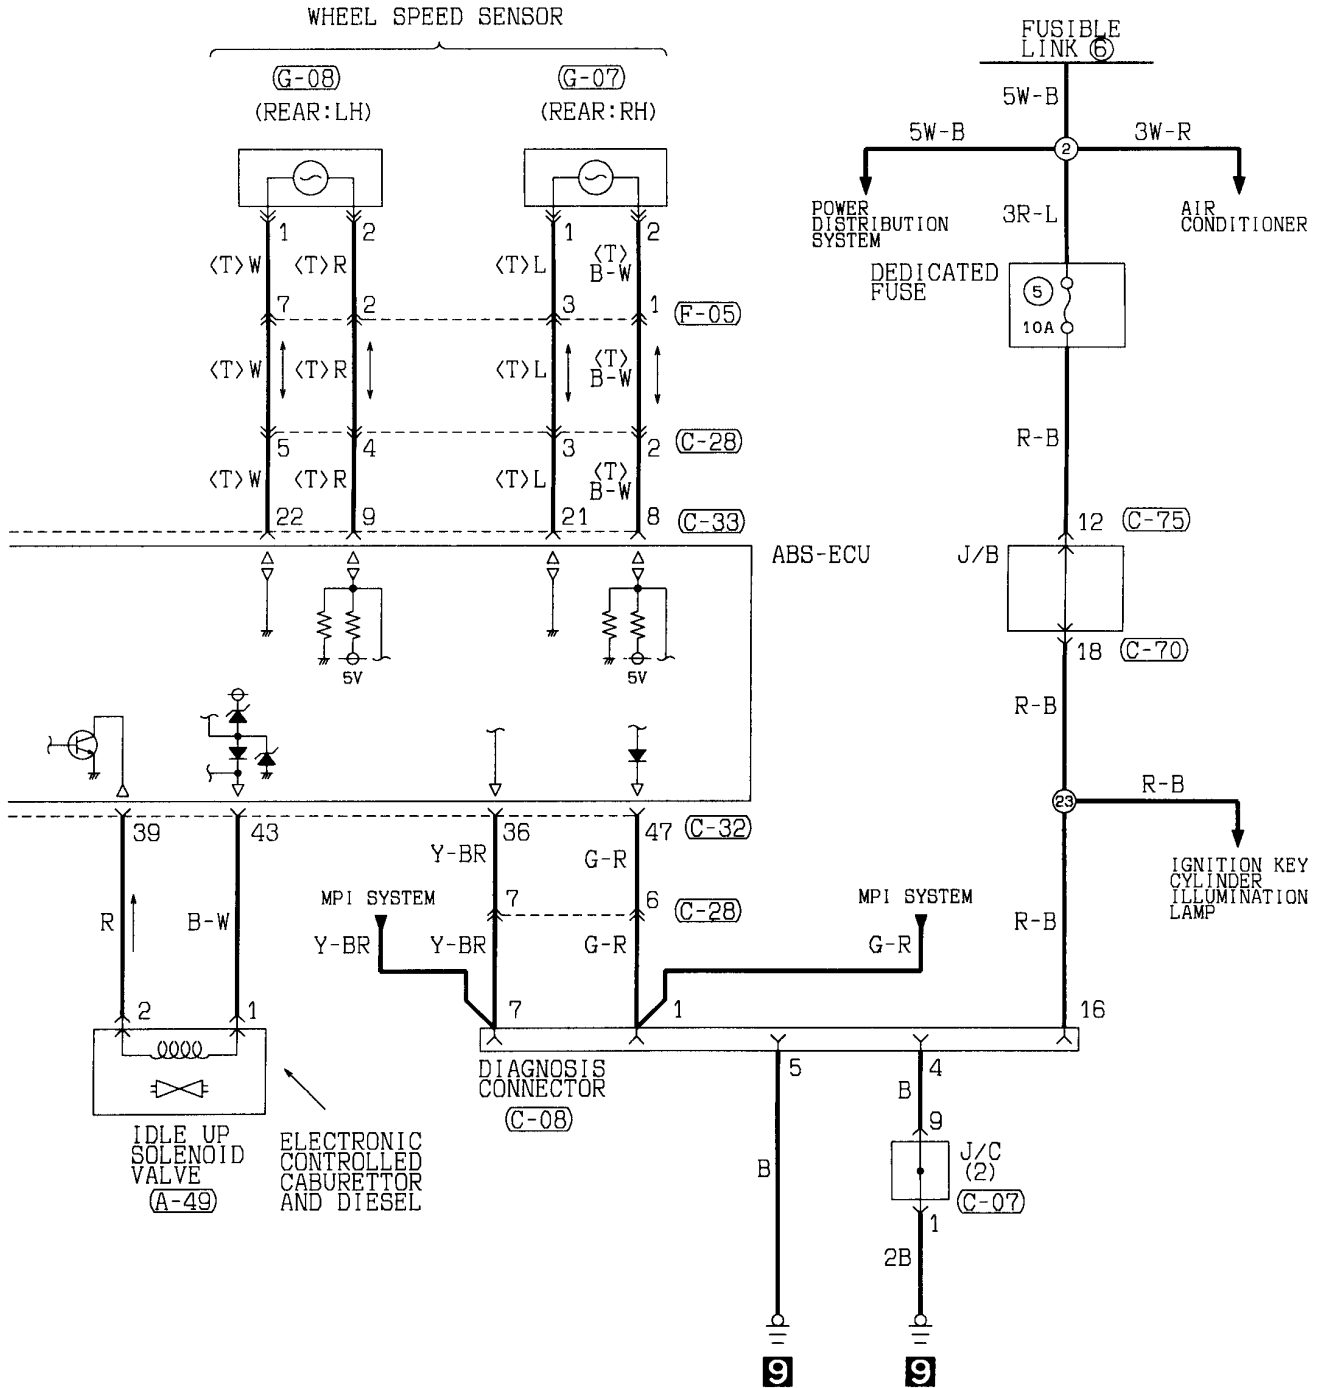 WHEEL SPEED SENSOR
G-08
(REAR:LH)
G-07
(REAR:RH)
FUSIBLE
LINK 6
5W-B
5W-B
3W-R
2
POWER
DISTRIBUTION
SYSTEM
3R-L
AIR
CONDITIONER
1 2 1 2
<T>W <T>R <T>L <T>
B-W
DEDICATED
FUSE
5
10A
7 2 3 1 F-05
<T>W <T>R <T>L <T>
B-W
R-B
5 4 3 2 C-28
<T>W <T>R <T>L <T>
B-W
22 9 21 8 C-33
12 C-75
ABS-ECU
J/B
5V
5V
18 C-70
R-B
23
R-B
IGNITION KEY
CYLINDER
ILLUMINATION
LAMP
39 43 36 47 C-32
Y-BR G-R
MPI SYSTEM
7 6 C-28
MPI SYSTEM
R B-W Y-BR Y-BR G-R G-R R-B
2 1 7 1 16
DIAGNOSIS
CONNECTOR
C-08
5 4
B
9
IDLE UP
SOLENOID
VALVE
A-49
ELECTRONIC
CONTROLLED
CABURETTOR
AND DIESEL
B
J/C
(2)
C-07
1
2B
9 9